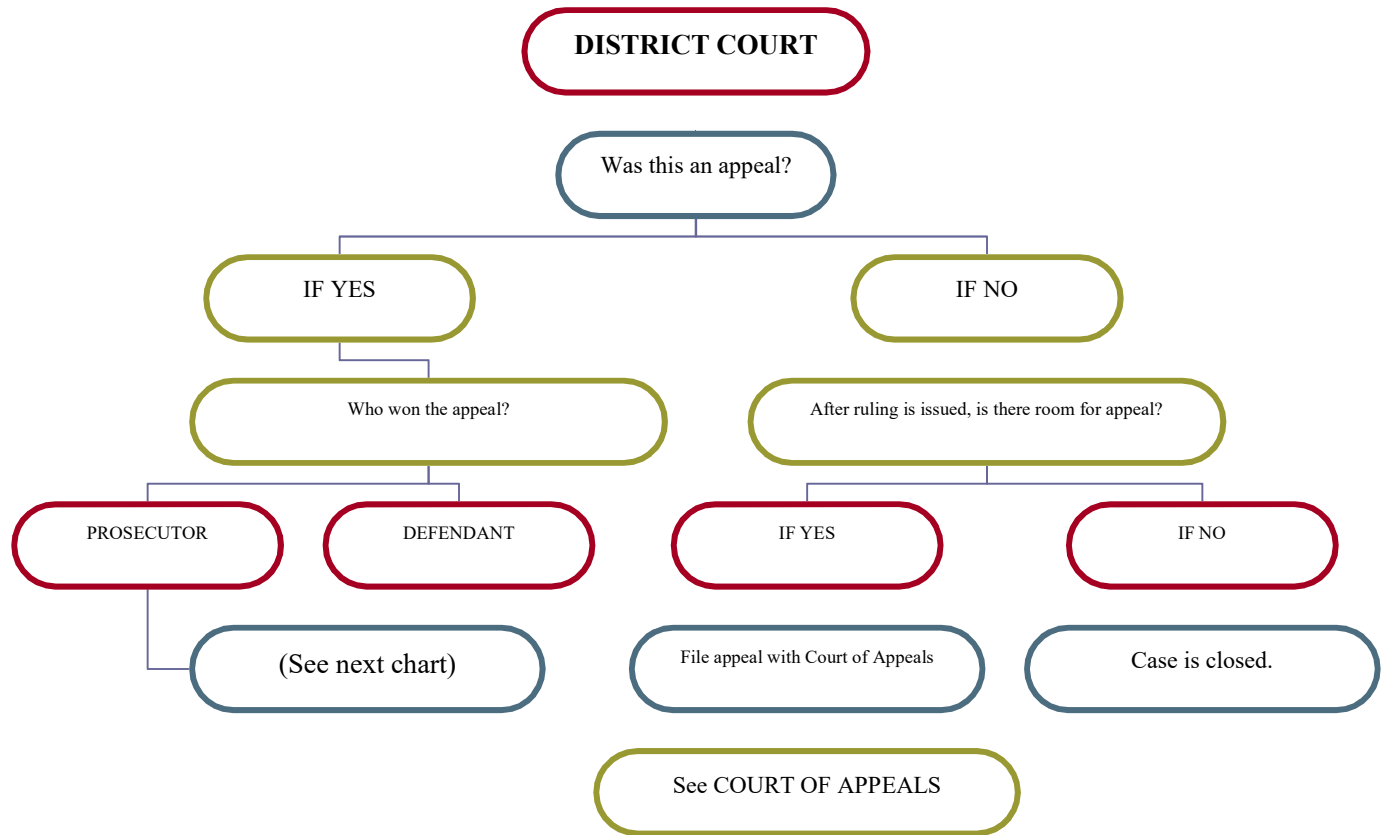 DISTRICT COURT
Was this an appeal?
IF YES
IF NO
Who won the appeal?
After ruling is issued, is there room for appeal?
PROSECUTOR
DEFENDANT
IF YES
IF NO
(See next chart)
File appeal with Court of Appeals
Case is closed.
See COURT OF APPEALS